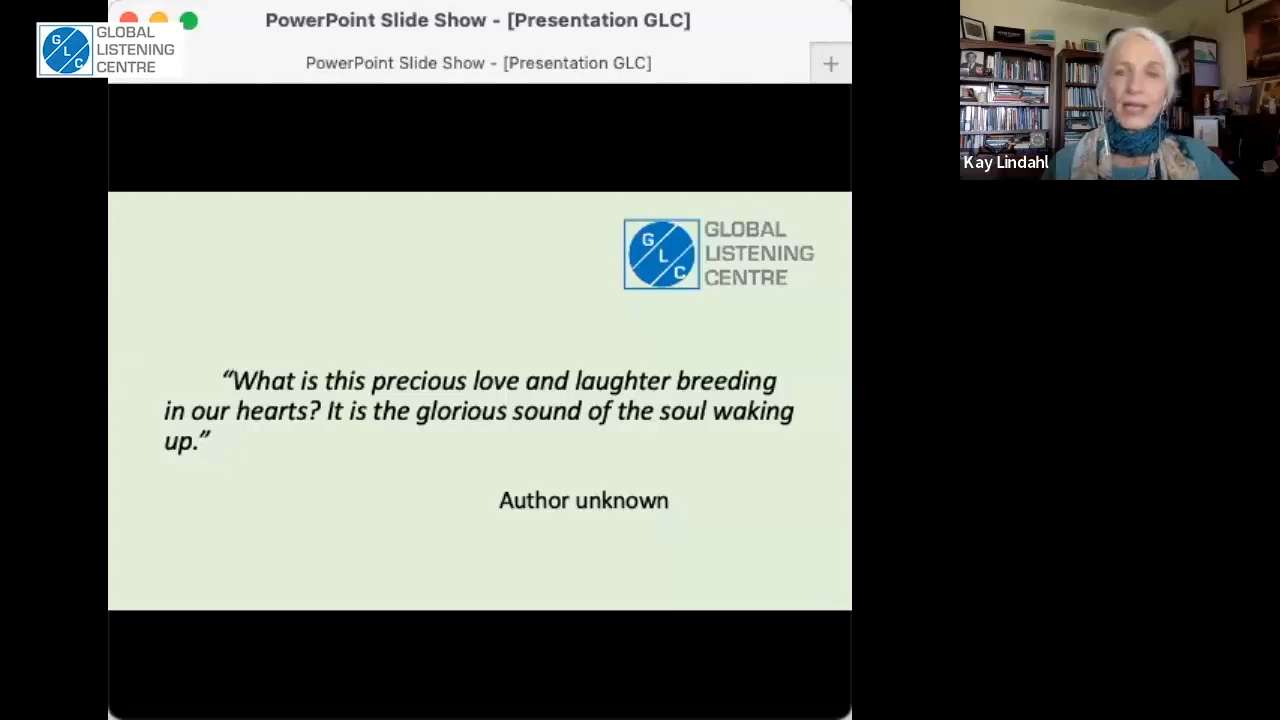 PowerPoint Slide Show - [Presentation GLC]
GLOBAL
LISTENING
CENTRE
G
L
C
PowerPoint Slide Show - [Presentation GLC]
+
Kay Lindahl
G
L
C
GLOBAL
LISTENING
CENTRE
“What is this precious love and laughter breeding
in our hearts? It is the glorious sound of the soul waking
up.”
Author unknown